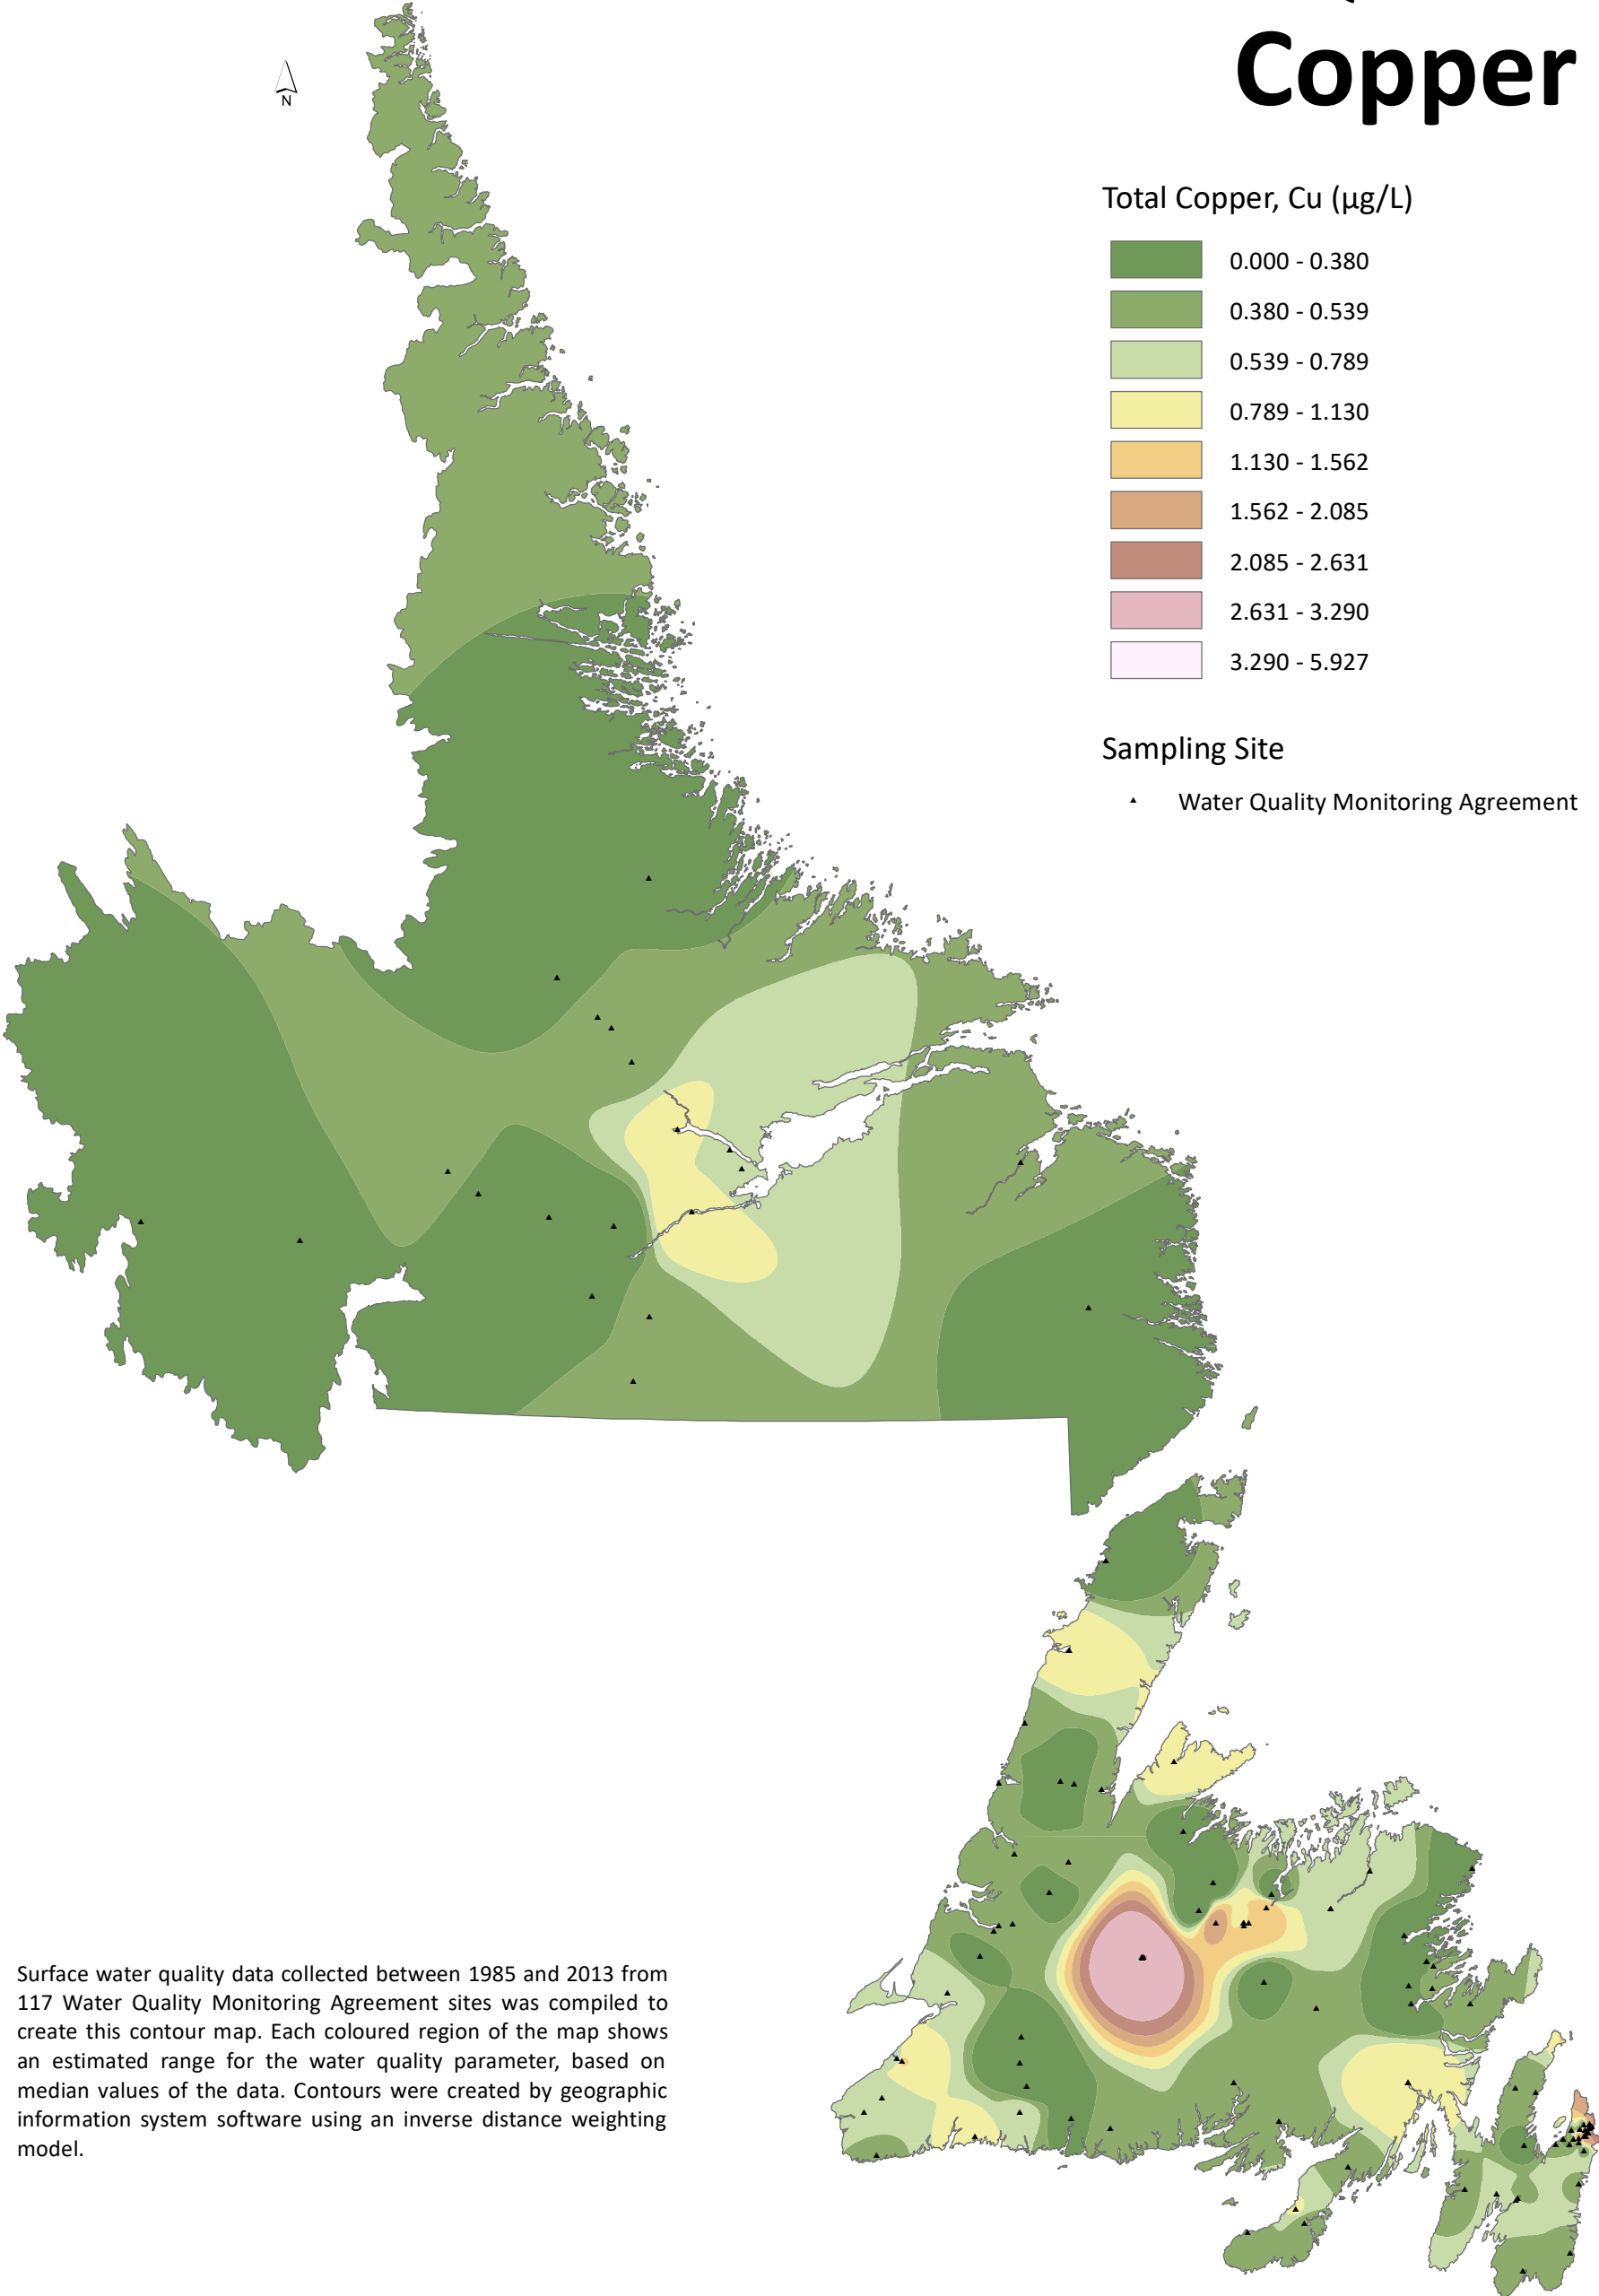 Copper
N
Total Copper, Cu (µg/L)
0.000 - 0.380
0.380 - 0.539
0.539 - 0.789
0.789 - 1.130
1.130 - 1.562
1.562 - 2.085
2.085 - 2.631
2.631 - 3.290
3.290 - 5.927
Sampling Site
Water Quality Monitoring Agreement
Surface water quality data collected between 1985 and 2013 from
117 Water Quality Monitoring Agreement sites was compiled to
create this contour map. Each coloured region of the map shows
an estimated range for the water quality parameter, based on
median values of the data. Contours were created by geographic
information system software using an inverse distance weighting
model.